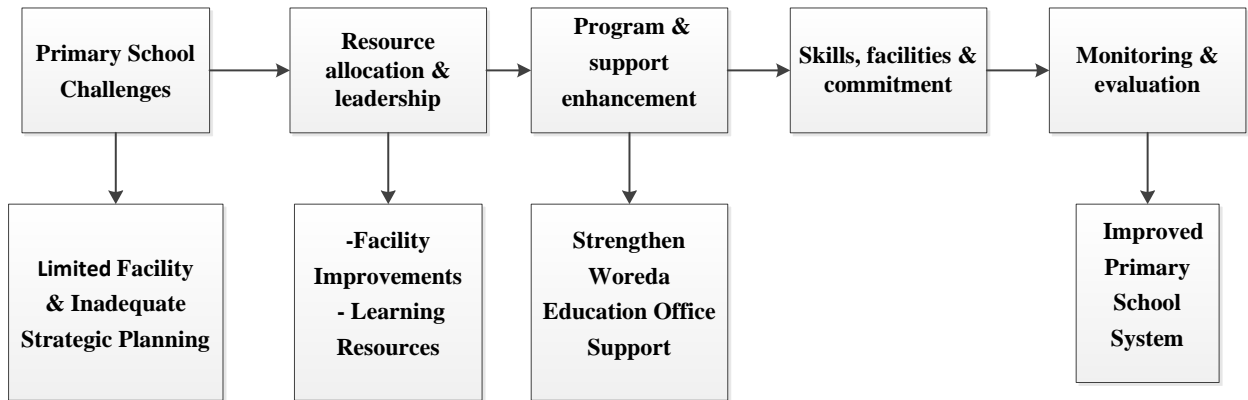 Primary School
Challenges
Resource
allocation &
leadership
Program &
support
enhancement
Skills, facilities &
commitment
Monitoring &
evaluation
Limited Facility
& Inadequate
Strategic Planning
-Facility
Improvements
- Learning
Resources
Strengthen
Woreda
Education Office
Support
Improved
Primary
School
System